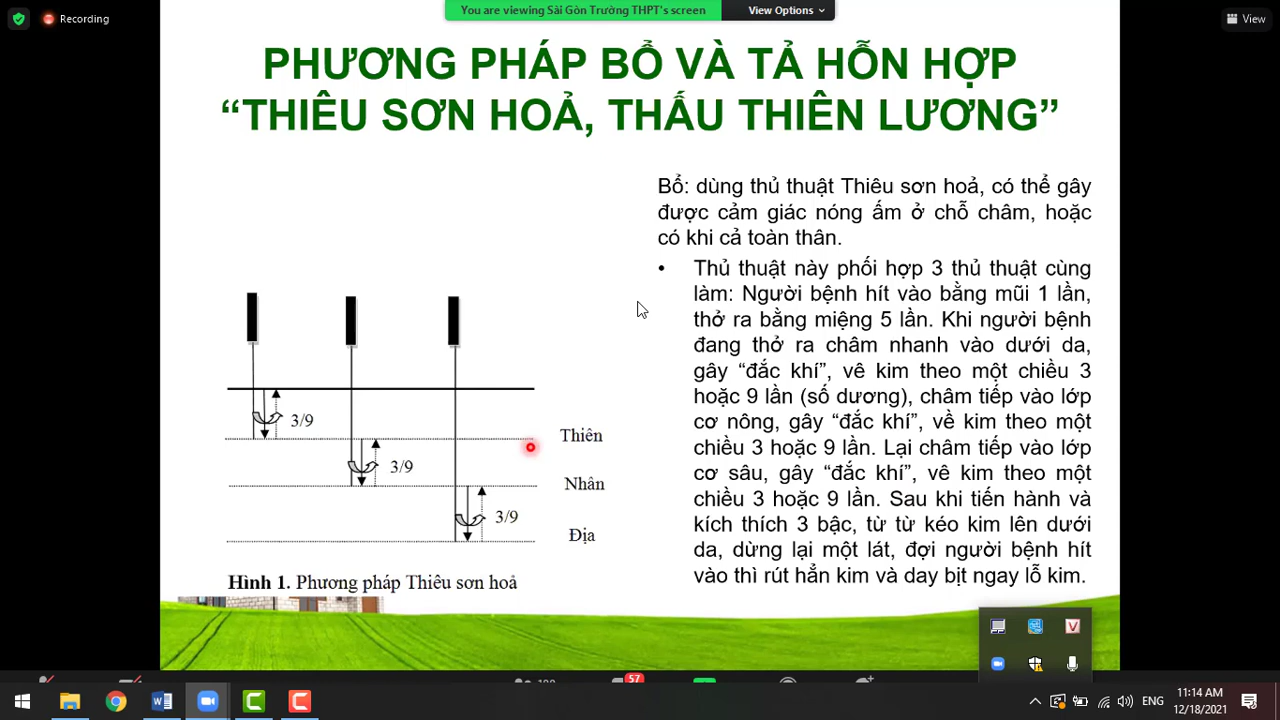 You are viewing Sài Gòn Trường THPT's screen
View Options
Recording
View
PHƯƠNG PHÁP BỔ VÀ TẢ HỖN HỢP
“THIÊU SƠN HOẢ, THẤU THIÊN LƯƠNG”
Bổ: dùng thủ thuật Thiêu sơn hoả, có thể gây
được cảm giác nóng ấm ở chỗ châm, hoặc
có khi cả toàn thân.
• Thủ thuật này phối hợp 3 thủ thuật cùng
làm: Người bệnh hít vào bằng mũi 1 lần,
thở ra bằng miệng 5 lần. Khi người bệnh
đang thở ra châm nhanh vào dưới da,
gây “đắc khí”, vê kim theo một chiều 3
hoặc 9 lần (số dương), châm tiếp vào lớp
cơ nông, gây “đắc khí”, về kim theo một
chiều 3 hoặc 9 lần. Lại châm tiếp vào lớp
cơ sâu, gây “đắc khí”, vê kim theo một
chiều 3 hoặc 9 lần. Sau khi tiến hành và
kích thích 3 bậc, từ từ kéo kim lên dưới
da, dừng lại một lát, đợi người bệnh hít
vào thì rút hẳn kim và day bịt ngay lỗ kim.
3/9
Thiên
3/9
Nhân
3/9
Địa
Hình 1. Phương pháp Thiêu sơn hoả
57
ENG
11:14 AM
12/18/2021